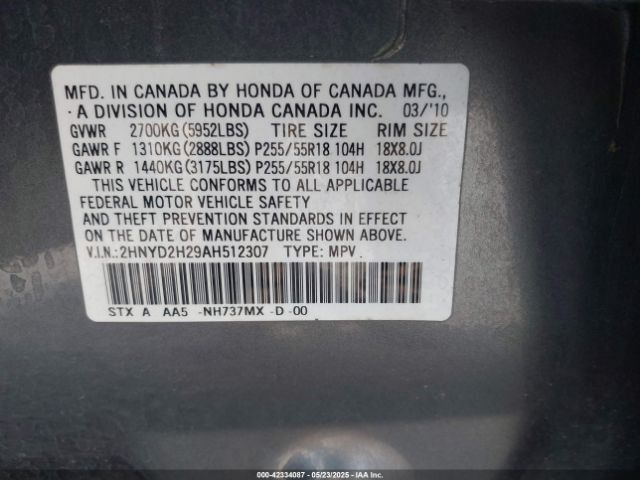 MFD. IN CANADA BY HONDA OF CANADA MFG.,
A DIVISION OF HONDA CANADA INC. 03/'10
GVWR 2700KG(5952LBS) TIRE SIZE RIM SIZE
GAWR F 1310KG(2888LBS) P255/55R18 104H 18X8.0J
GAWR R 1440KG(3175LBS) P255/55R18 104H 18X8.0J
THIS VEHICLE CONFORMS TO ALL APPLICABLE
FEDERAL MOTOR VEHICLE SAFETY
AND THEFT PREVENTION STANDARDS IN EFFECT
ON THE DATE OF MANUFACTURE SHOWN ABOVE.
V.I.N.:2HNYD2H29AH512307 TYPE: MPV
STX A AA5 -NH737MX -D -00
000-42334087 - 05/23/2025 - IAAI.com